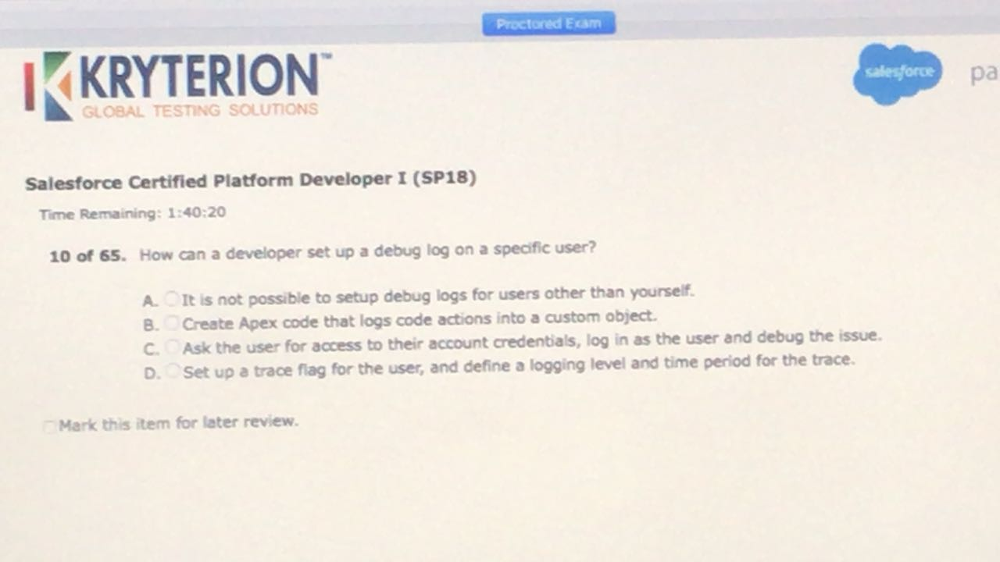 Proctored Exam
KRYTERION™
GLOBAL TESTING SOLUTIONS
salesforce
pa
Salesforce Certified Platform Developer I (SP18)
Time Remaining: 1:40:20
10 of 65. How can a developer set up a debug log on a specific user?
A. It is not possible to setup debug logs for users other than yourself.
B. Create Apex code that logs code actions into a custom object.
C. Ask the user for access to their account credentials, log in as the user and debug the issue.
D. Set up a trace flag for the user, and define a logging level and time period for the trace.
Mark this item for later review.